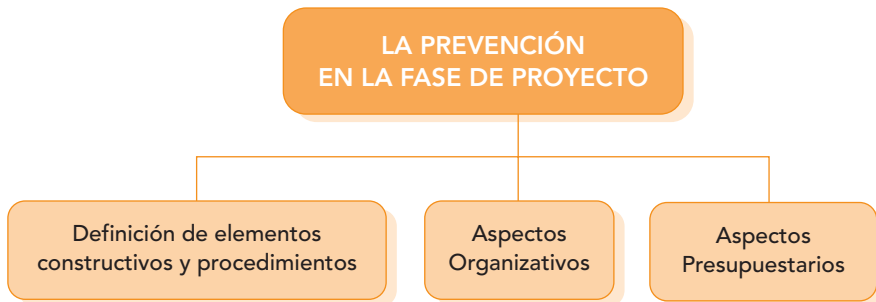 LA PREVENCIÓN
EN LA FASE DE PROYECTO
Definición de elementos
constructivos y procedimientos
Aspectos
Organizativos
Aspectos
Presupuestarios